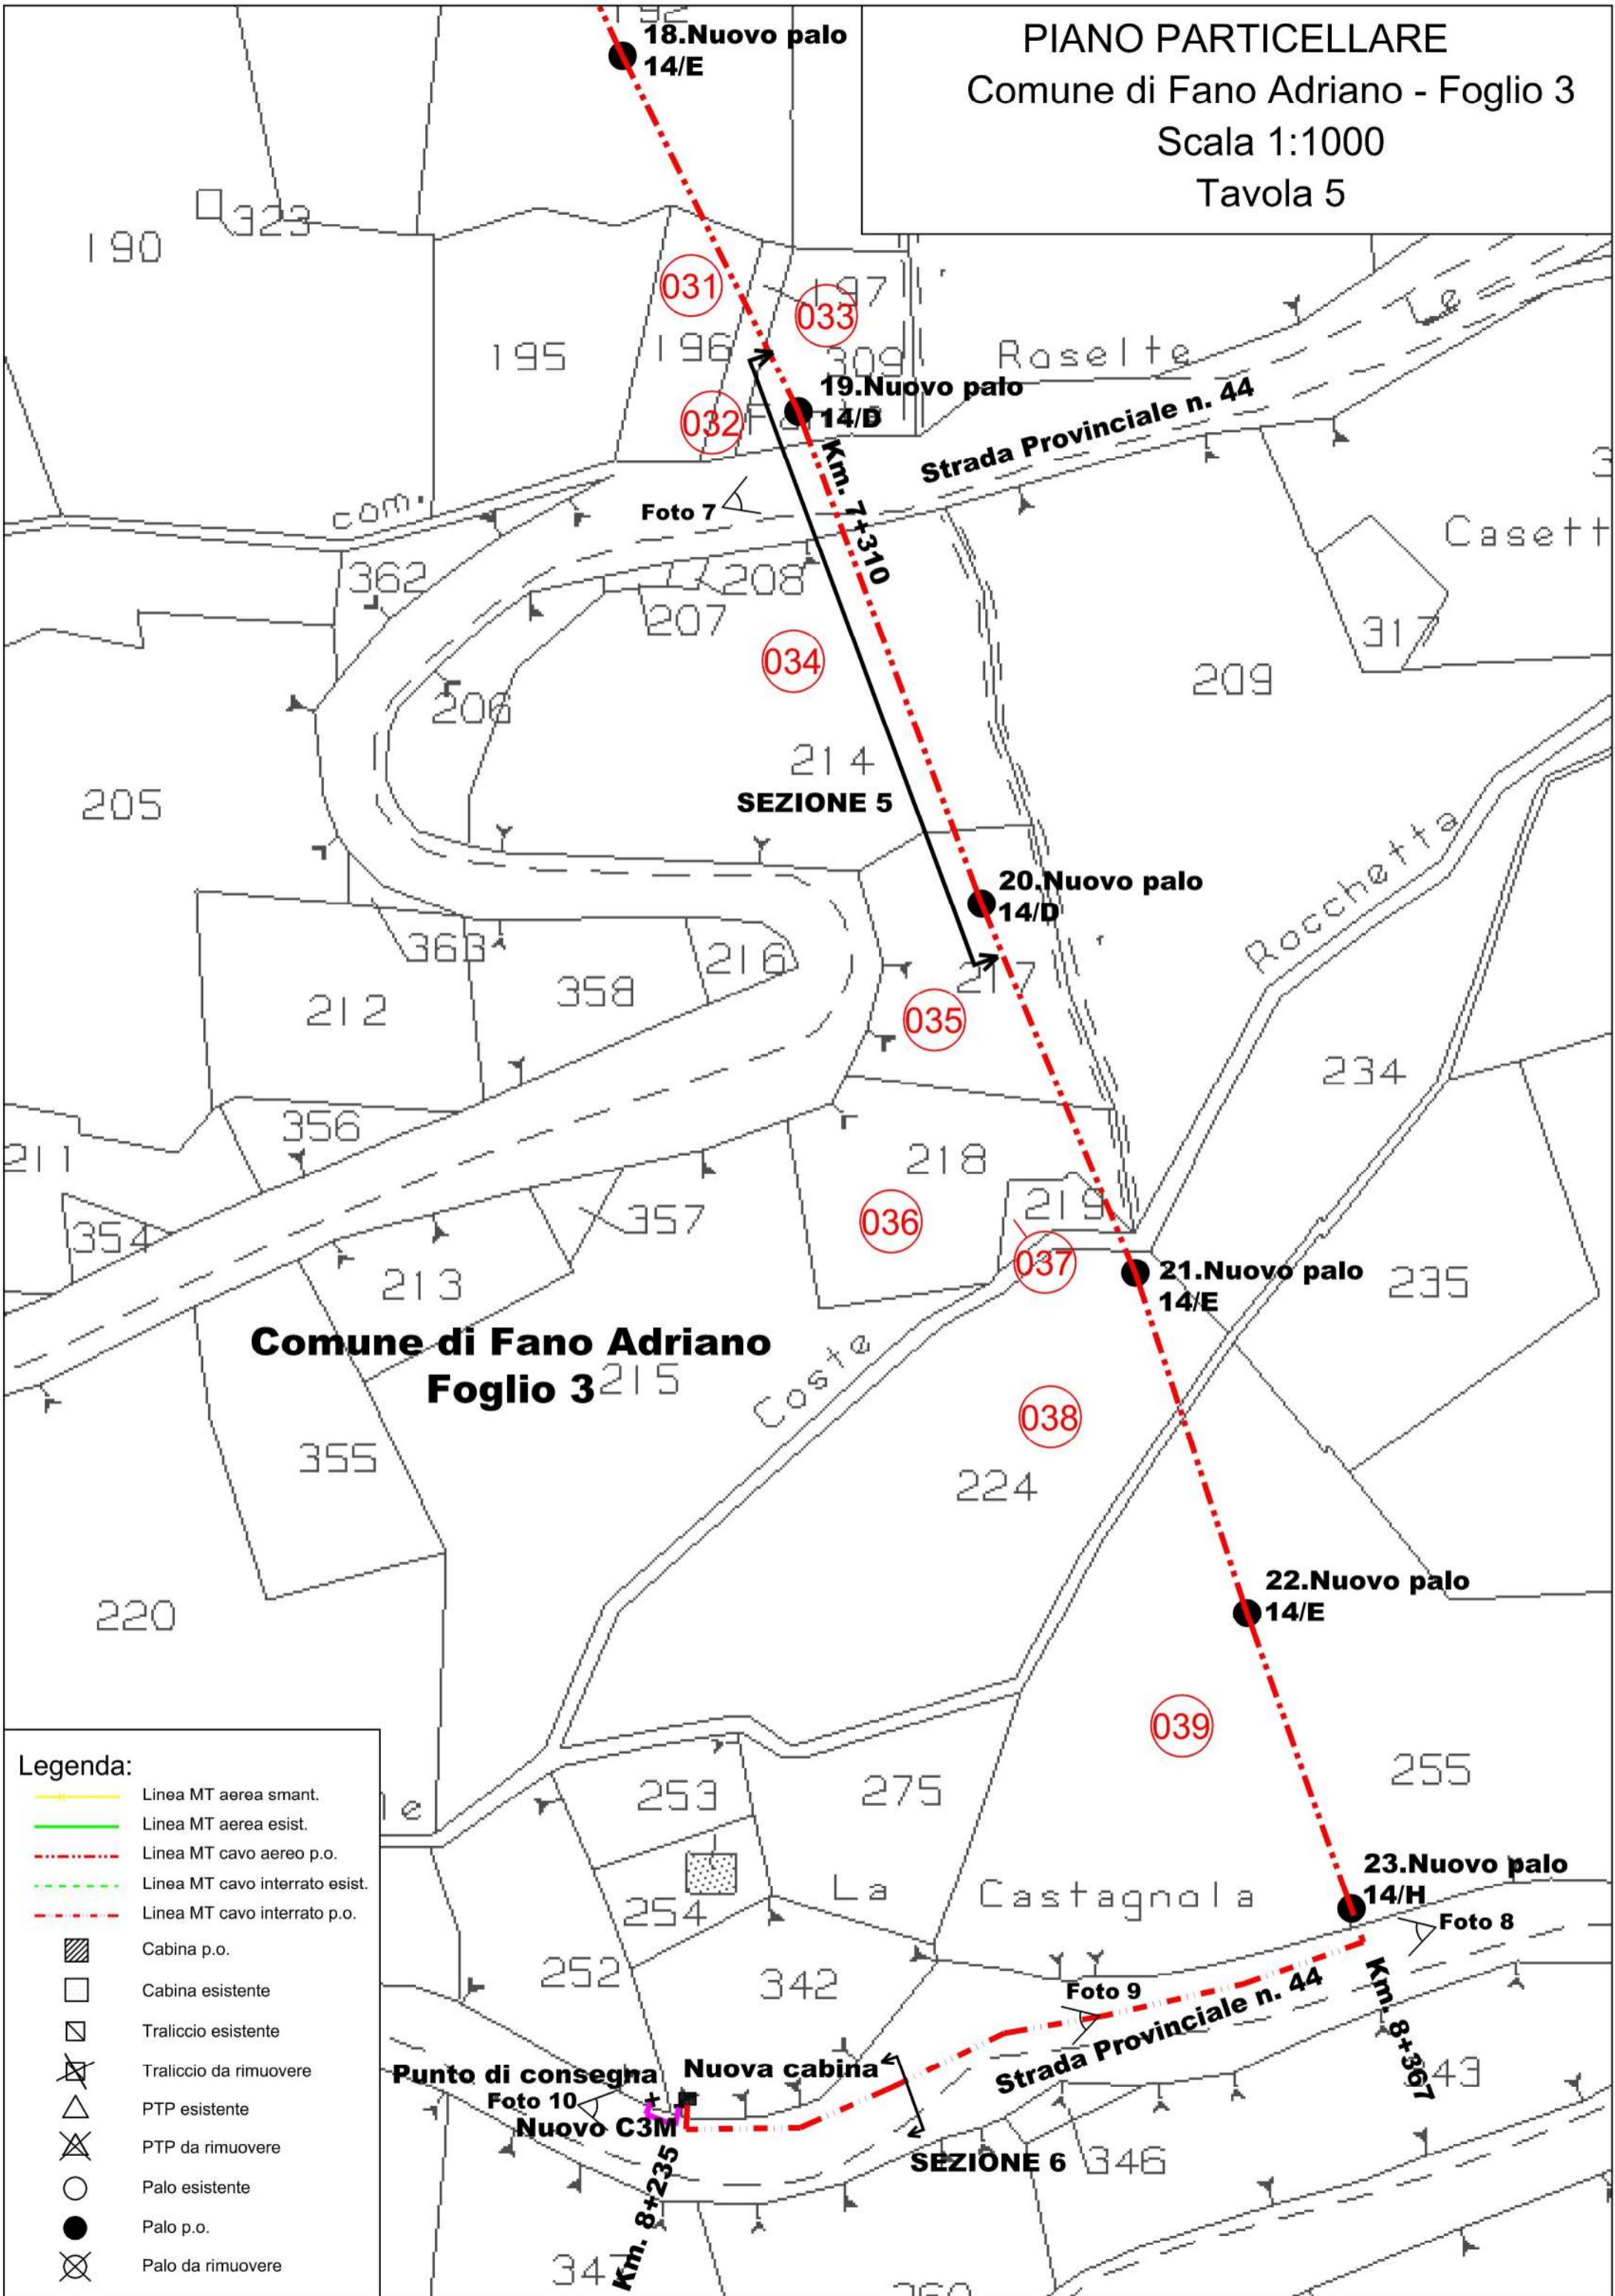 PIANO PARTICELLARE
Comune di Fano Adriano - Foglio 3
Scala 1:1000
Tavola 5
192
18.Nuovo palo
14/E
323
190
031
197
033
195
196
309
Roselte
Le
19.Nuovo palo
14/D
032
Strada Provinciale n. 44
Km. 7+310
com.
Foto 7
Casett
362
208
207
317
034
209
206
214
205
SEZIONE 5
Rocchetta
20.Nuovo palo
14/D
363
216
217
358
212
035
234
356
211
218
219
036
357
354
037
21.Nuovo palo
14/E
213
235
Comune di Fano Adriano
Foglio 3
215
Coste
038
355
224
22.Nuovo palo
14/E
220
039
255
253
275
23.Nuovo palo
14/H
La Castagnola
254
Foto 8
252
342
Foto 9
Strada Provinciale n. 44
Km. 8+367
Punto di consegna
Nuova cabina
Foto 10
Nuovo C3M
43
SEZIONE 6
346
Km. 8+235
347
Legenda:
Linea MT aerea smant.
Linea MT aerea esist.
Linea MT cavo aereo p.o.
Linea MT cavo interrato esist.
Linea MT cavo interrato p.o.
Cabina p.o.
Cabina esistente
Traliccio esistente
Traliccio da rimuovere
PTP esistente
PTP da rimuovere
Palo esistente
Palo p.o.
Palo da rimuovere